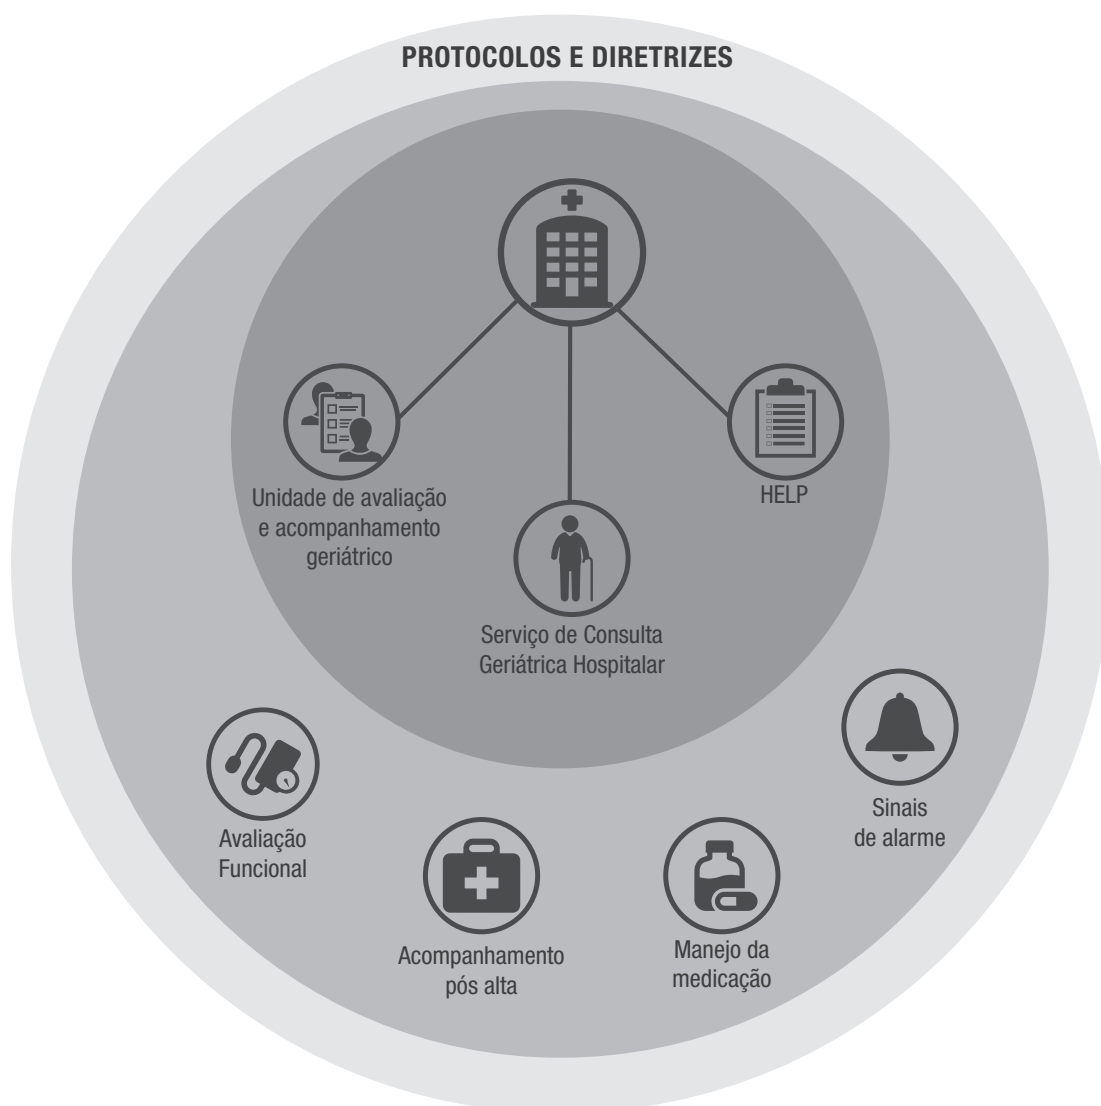 PROTOCOLOS E DIRETRIZES
Unidade de avaliação
e acompanhamento
geriátrico
HELP
Serviço de Consulta
Geriátrica Hospitalar
Avaliação
Funcional
Acompanhamento
pós alta
Manejo da
medicação
Sinais
de alarme